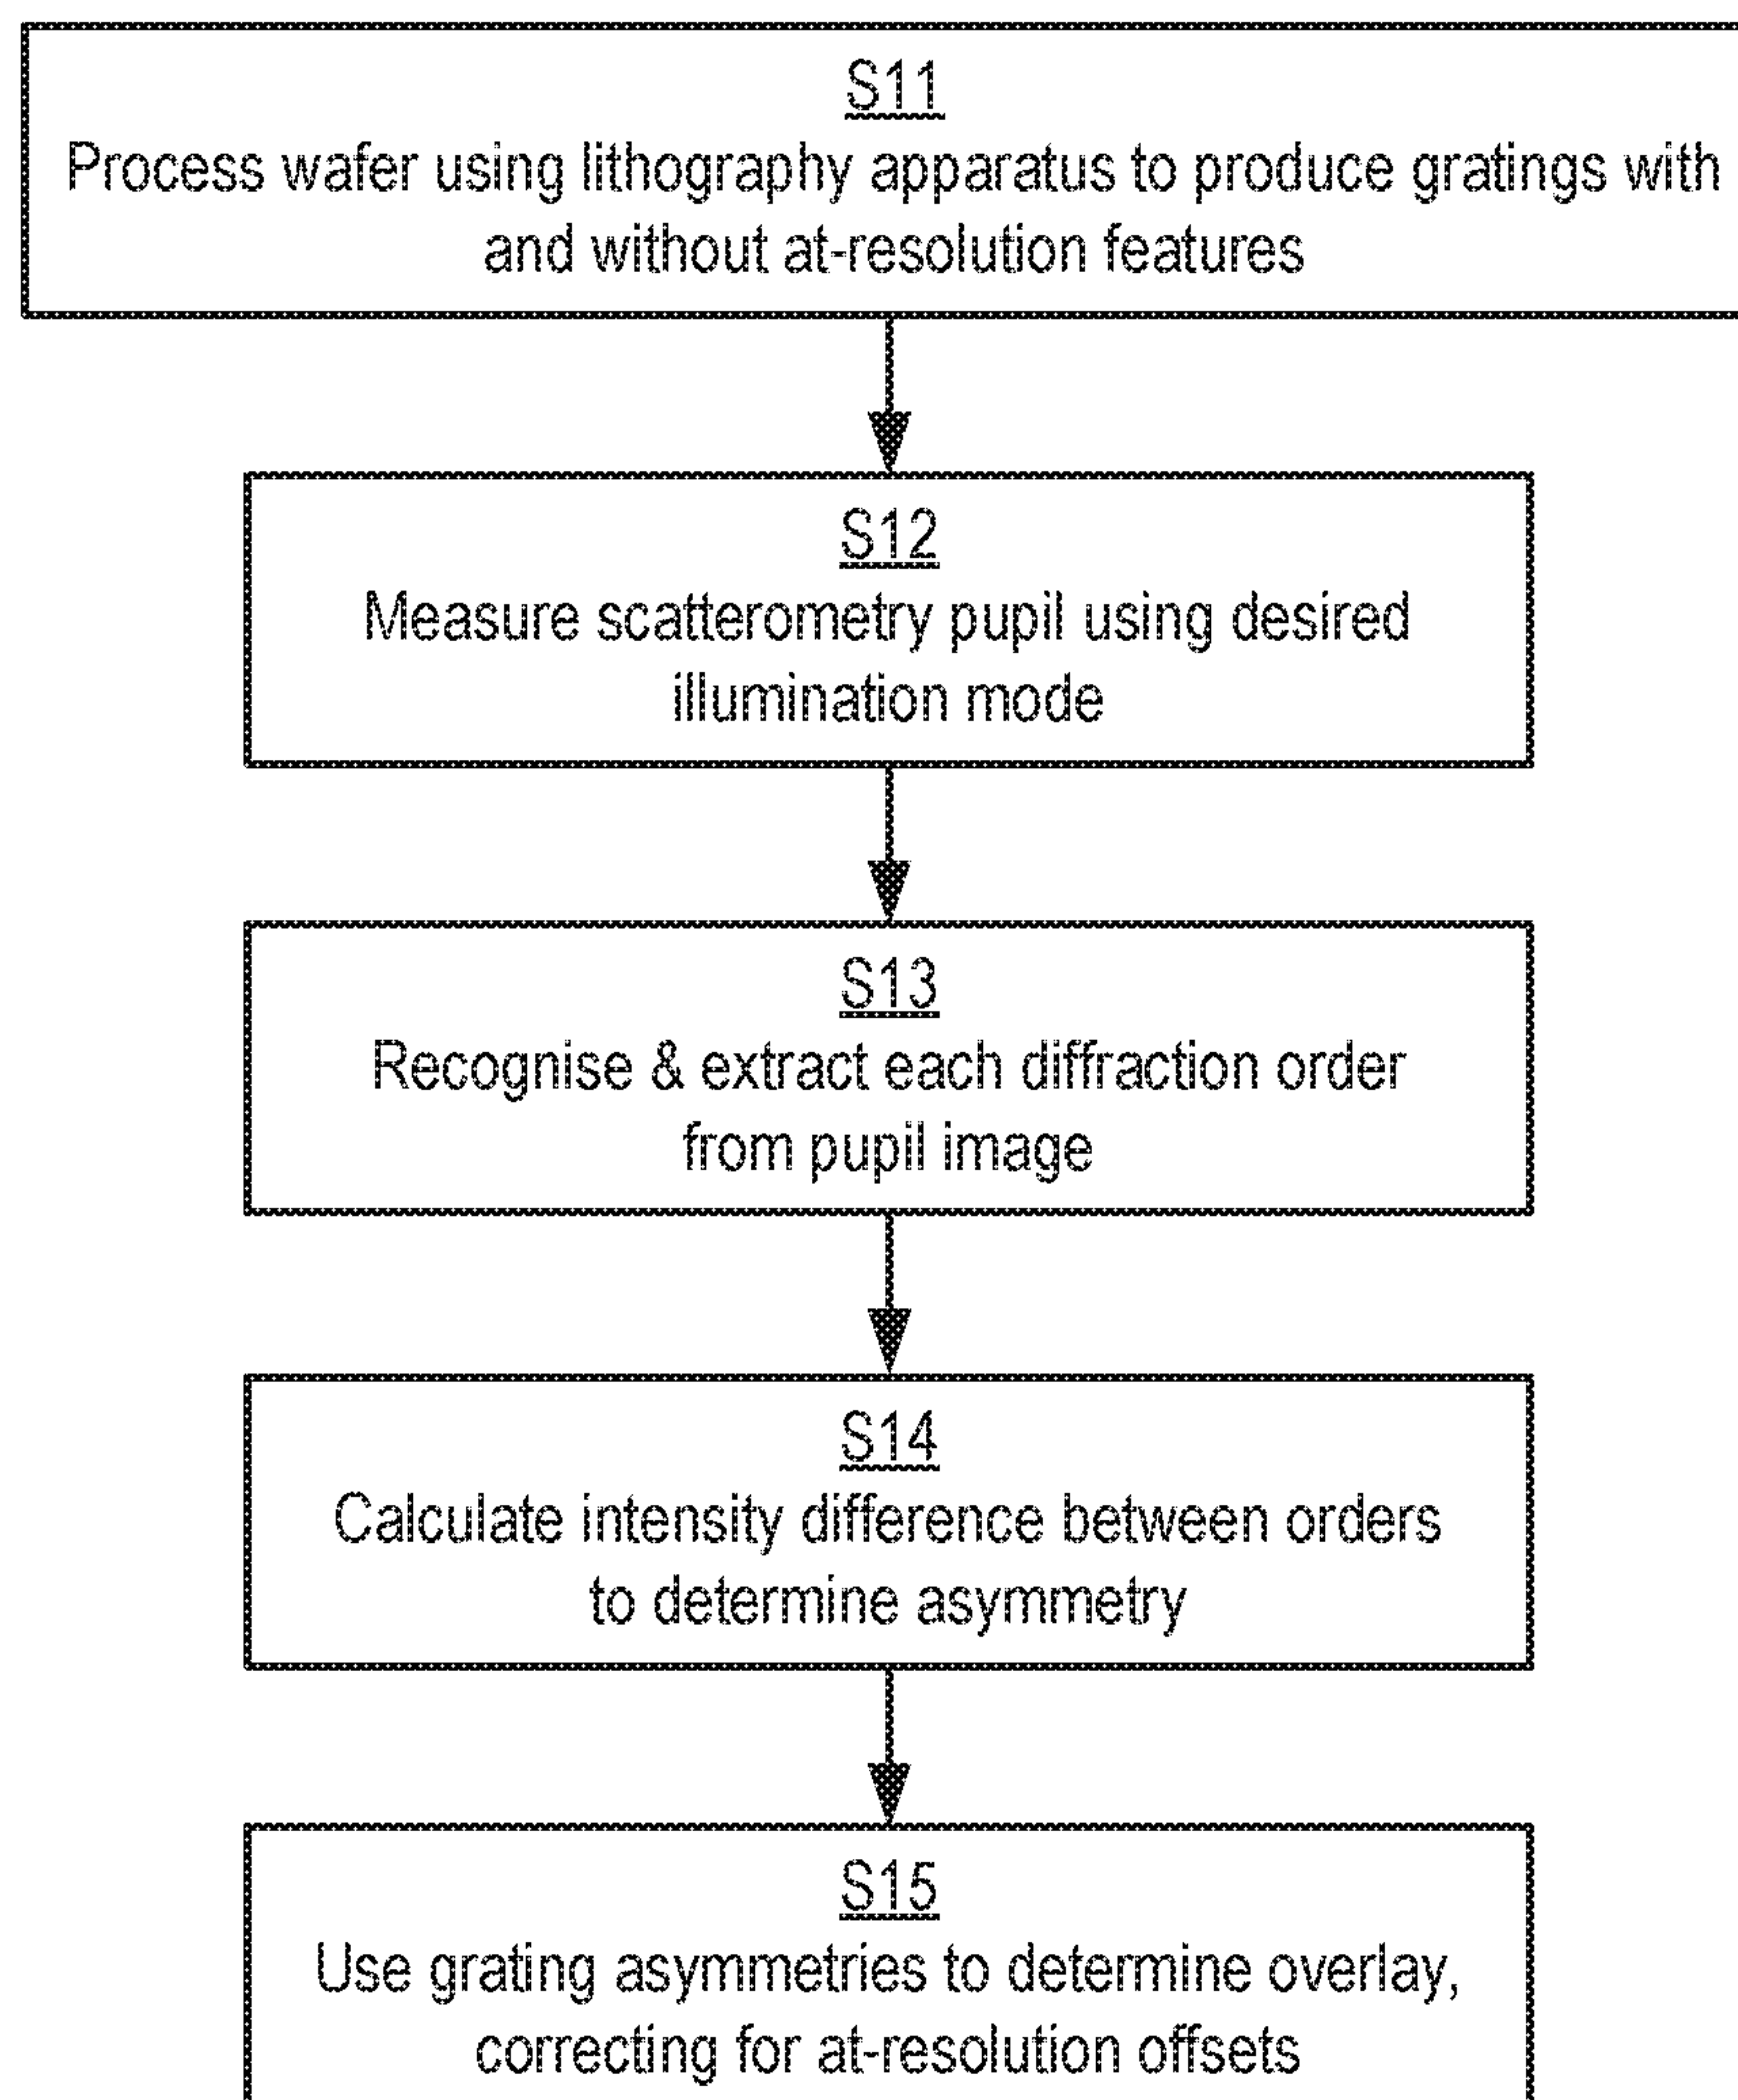 S11
Process wafer using lithography apparatus to produce gratings with
and without at-resolution features
S12
Measure scatterometry pupil using desired
illumination mode
S13
Recognise & extract each diffraction order
from pupil image
S14
Calculate intensity difference between orders
to determine asymmetry
S15
Use grating asymmetries to determine overlay,
correcting for at-resolution offsets